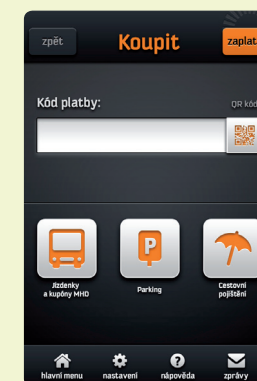 zpět
Koupit
zaplat
Kód platby:
QR kód
P
Jízdenky
a kupóny MHD
Parking
Cestovní
pojištění
hlavní menu
nastavení
nápověda
zprávy